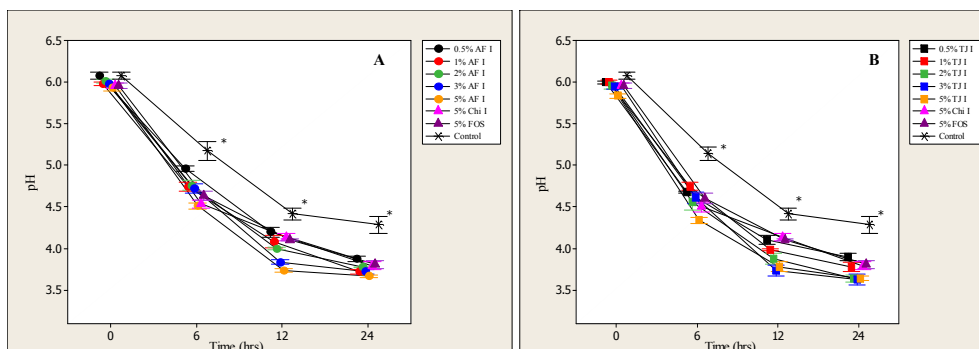 A
6.5
6.0
5.5
5.0
4.5
4.0
3.5
pH
0
6
12
24
Time (hrs)
*
*
*
0.5% AF I
1% AF I
2% AF I
3% AF I
5% AF I
5% Chi I
5% FOS
Control
B
6.5
6.0
5.5
5.0
4.5
4.0
3.5
pH
0
6
12
24
Time (hrs)
*
*
*
0.5% TJ I
1% TJ I
2% TJ I
3% TJ I
5% TJ I
5% Chi I
5% FOS
Control